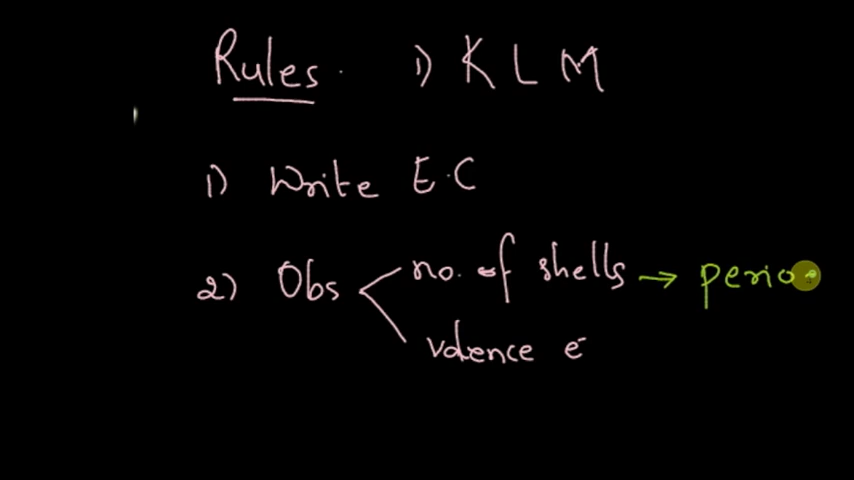 Rules. 1) K L M
1) Write E.C
2) Obs no. of shells → perio
valence e-